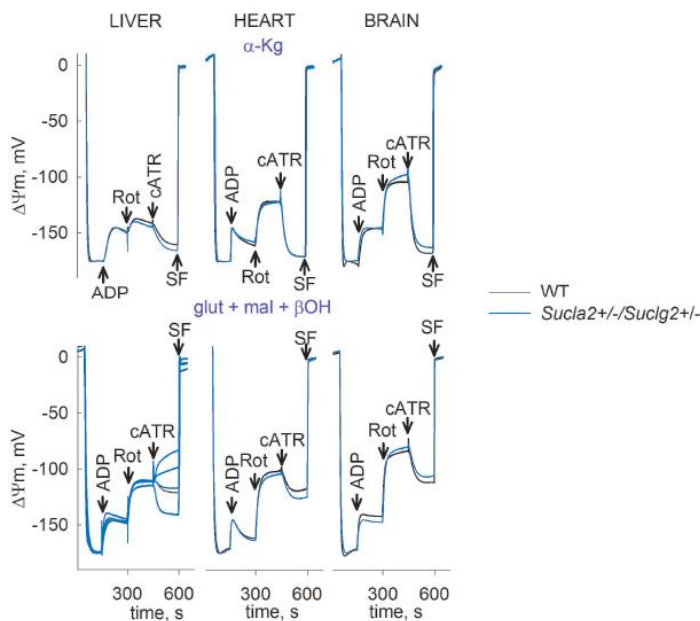 LIVER HEART BRAIN
α-Kg
0
-50
-100
-150
ΔΨm, mV
ADP
Rot
cATR
SF
ADP
Rot
cATR
SF
ADP
Rot
cATR
SF
WT
Sucla2+/-/Suclg2+/-
glut + mal + βOH
0
-50
-100
-150
ΔΨm, mV
ADP
Rot
cATR
SF
ADP
Rot
cATR
SF
ADP
Rot
cATR
SF
300 600 300 600 300 600
time, s time, s time, s